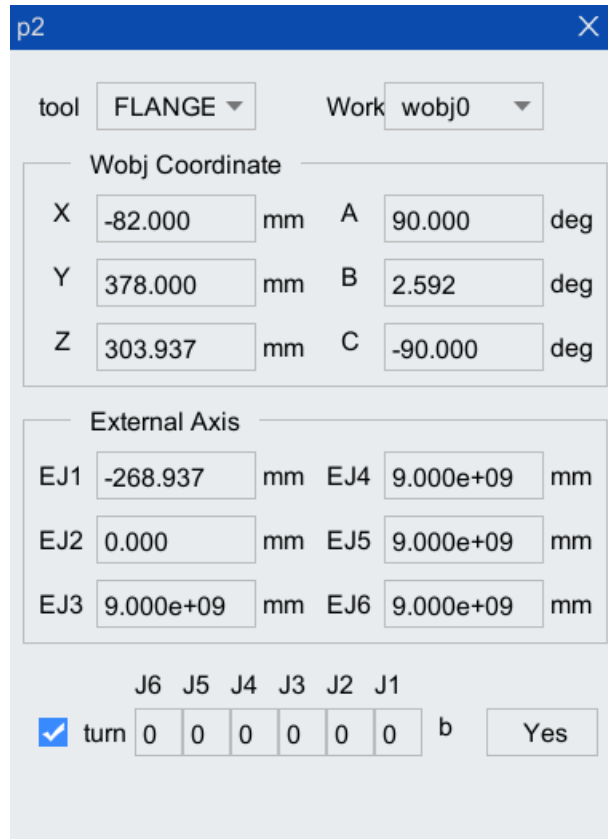 p2
tool FLANGE Work wobj0
Wobj Coordinate
X -82.000 mm A 90.000 deg
Y 378.000 mm B 2.592 deg
Z 303.937 mm C -90.000 deg
External Axis
EJ1 -268.937 mm EJ4 9.000e+09 mm
EJ2 0.000 mm EJ5 9.000e+09 mm
EJ3 9.000e+09 mm EJ6 9.000e+09 mm
J6 J5 J4 J3 J2 J1
turn 0 0 0 0 0 0 b Yes